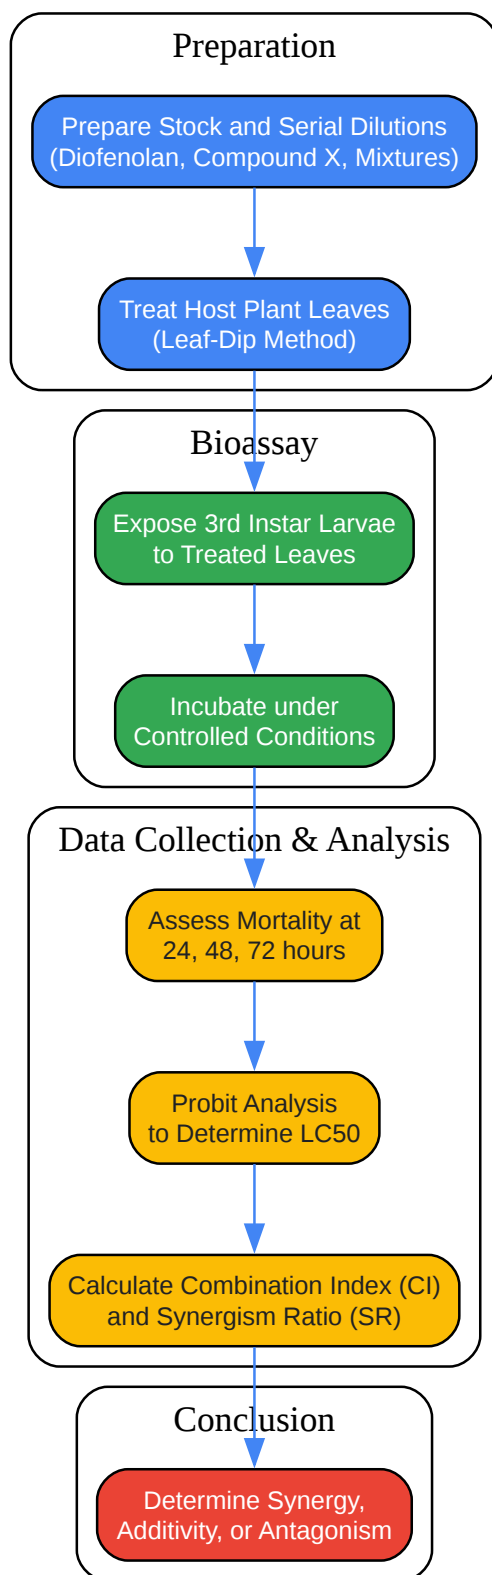 Preparation
Prepare Stock and Serial Dilutions
(Diofenolan, Compound X, Mixtures)
Treat Host Plant Leaves
(Leaf-Dip Method)
Bioassay
Expose 3rd Instar Larvae
to Treated Leaves
Incubate under
Controlled Conditions
Data Collection & Analysis
Assess Mortality at
24, 48, 72 hours
Probit Analysis
to Determine LC50
Calculate Combination Index (CI)
and Synergism Ratio (SR)
Conclusion
Determine Synergy,
Additivity, or Antagonism